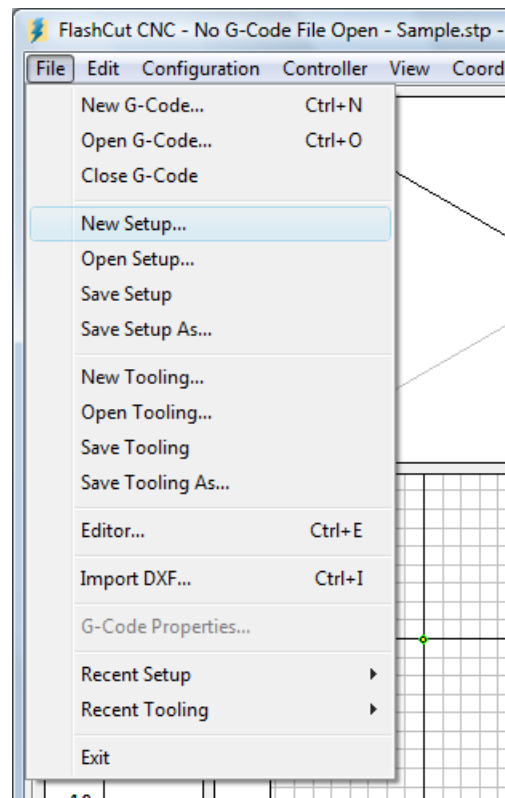 FlashCut CNC - No G-Code File Open - Sample.stp -
File Edit Configuration Controller View Coord
New G-Code... Ctrl+N
Open G-Code... Ctrl+O
Close G-Code
New Setup...
Open Setup...
Save Setup
Save Setup As...
New Tooling...
Open Tooling...
Save Tooling
Save Tooling As...
Editor... Ctrl+E
Import DXF... Ctrl+I
G-Code Properties...
Recent Setup
Recent Tooling
Exit